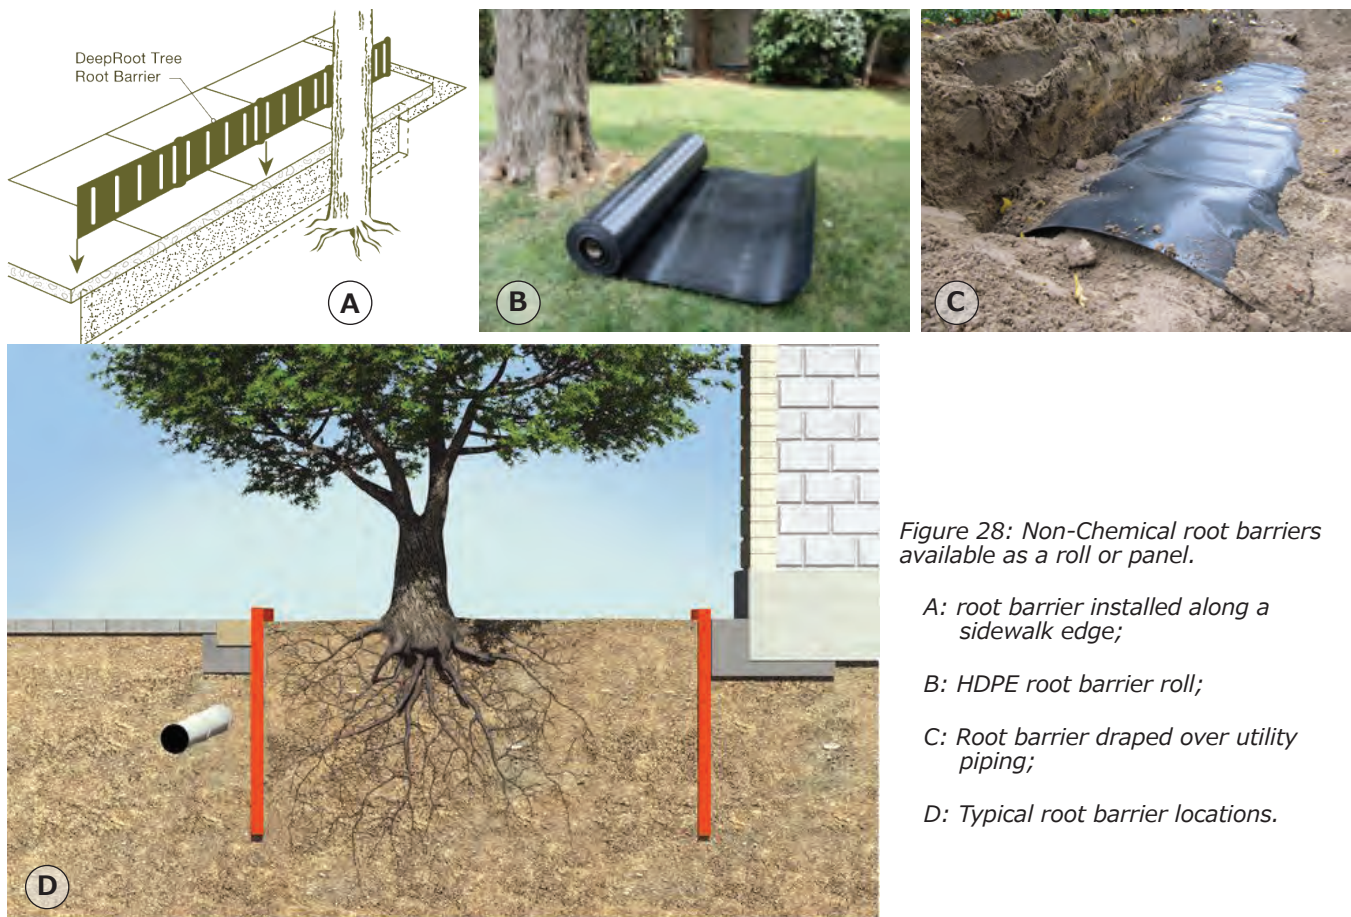 DeepRoot Tree
Root Barrier
A
B
C
D
Figure 28: Non-Chemical root barriers
available as a roll or panel.
A: root barrier installed along a
sidewalk edge;
B: HDPE root barrier roll;
C: Root barrier draped over utility
piping;
D: Typical root barrier locations.